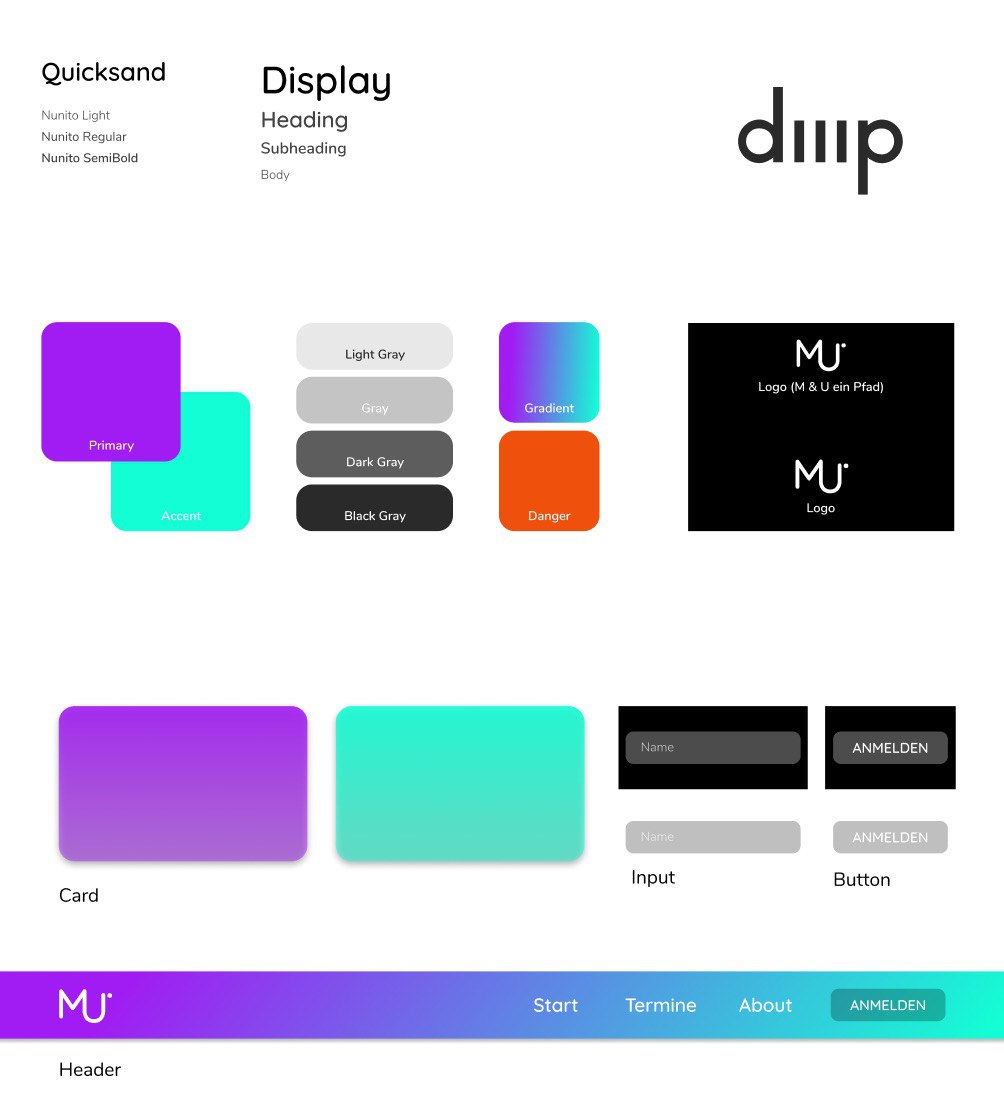 Quicksand
Nunito Light
Nunito Regular
Nunito SemiBold
Display
Heading
Subheading
Body
dıııp
Primary
Accent
Light Gray
Gray
Dark Gray
Black Gray
Gradient
Danger
MU
Logo (M & U ein Pfad)
MU
Logo
Card
Name
Name
Input
ANMELDEN
ANMELDEN
Button
MU
Start
Termine
About
ANMELDEN
Header